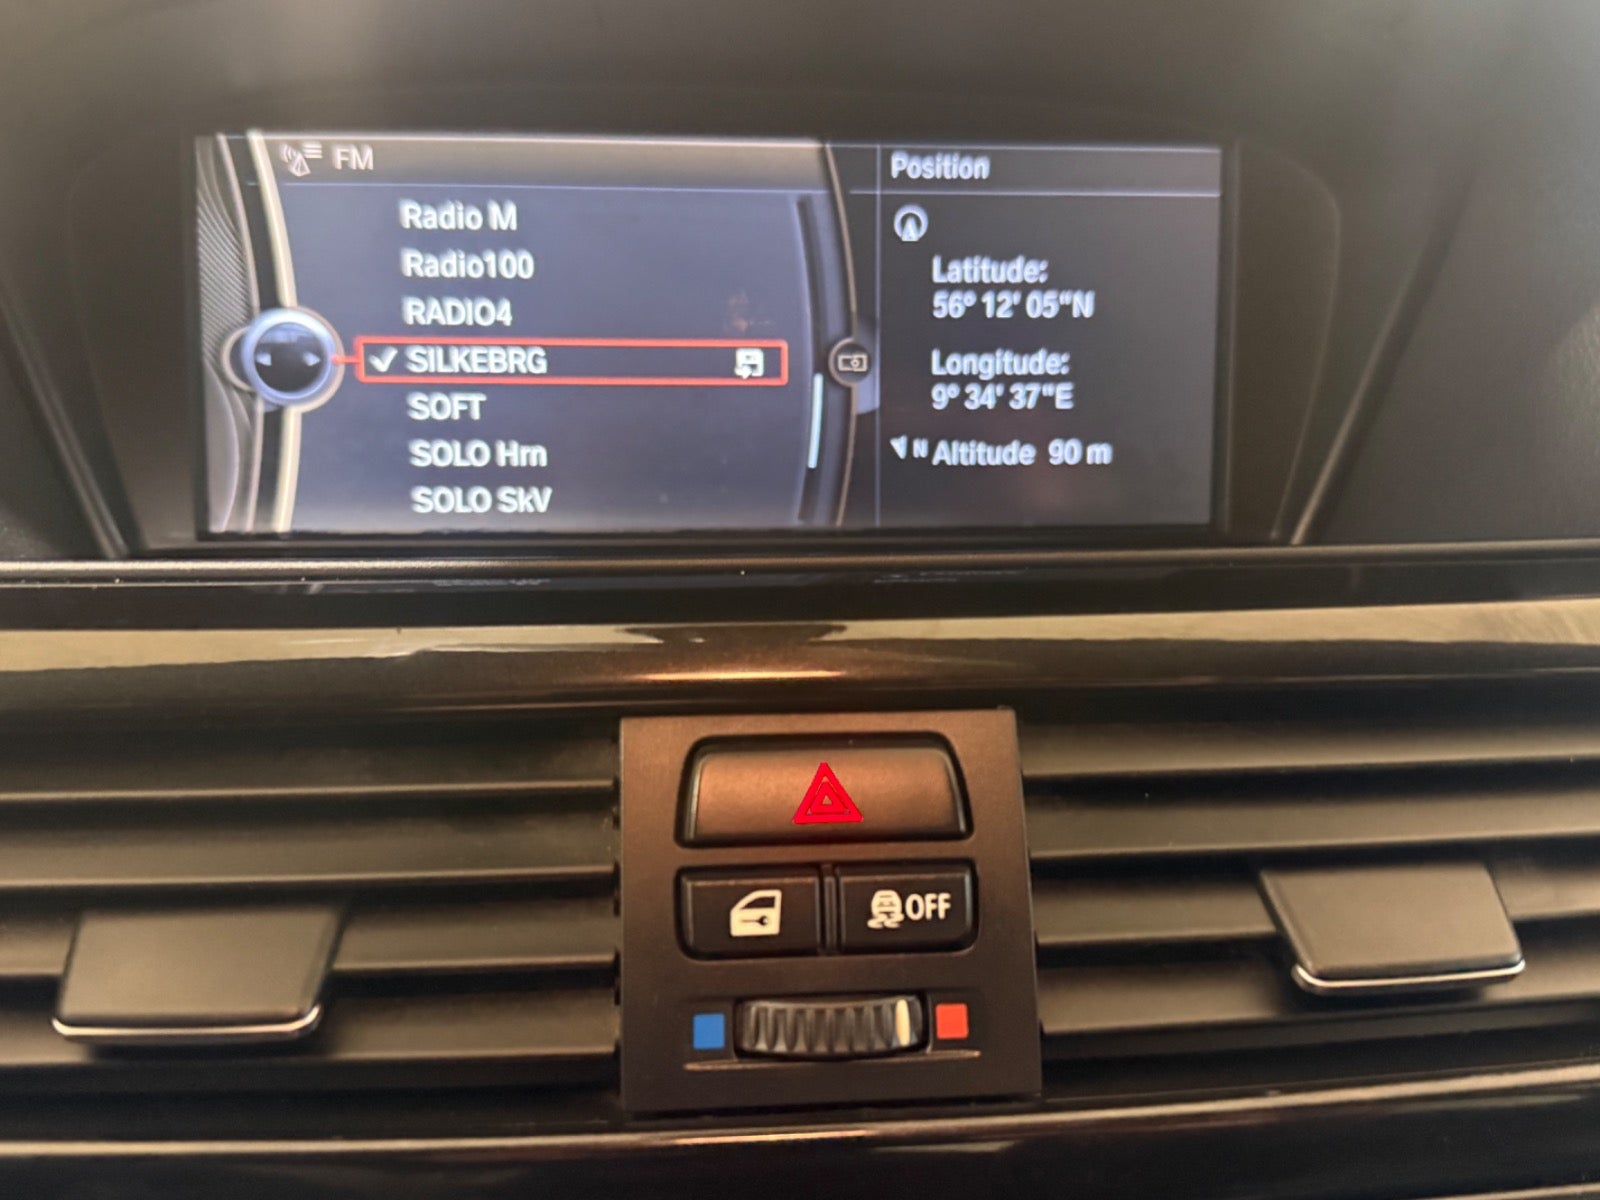 FM
Radio M
Radio100
RADIO4
SILKEBRG
SOFT
SOLO Hrn
SOLO SkV
Position
Latitude:
56° 12' 05"N
Longitude:
9° 34' 37"E
N Altitude 90 m
OFF